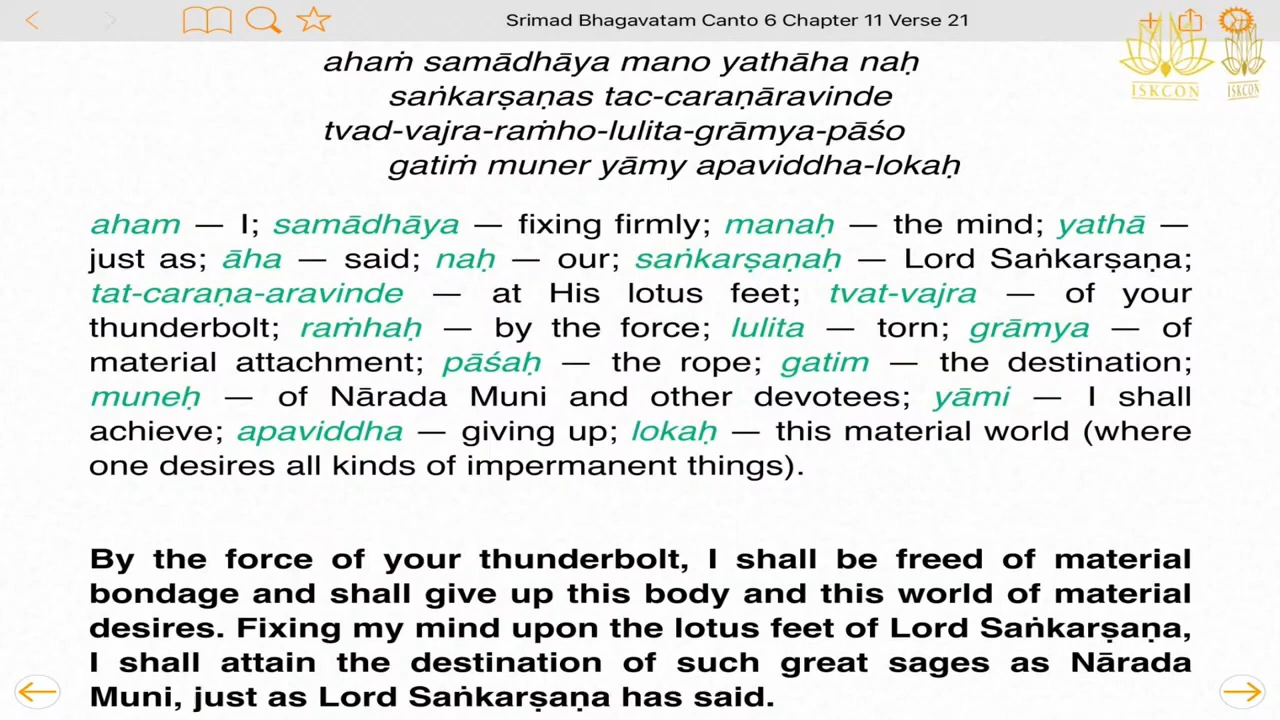 Srimad Bhagavatam Canto 6 Chapter 11 Verse 21
ISKCON ISKCON
ahaṁ samādhāya mano yathāha naḥ
saṅkarṣaṇas tac-caraṇāravinde
tvad-vajra-raṁho-lulita-grāmya-pāśo
gatiṁ muner yāmy apaviddha-lokaḥ
aham — I; samādhāya — fixing firmly; manaḥ — the mind; yathā —
just as; āha — said; naḥ — our; saṅkarṣaṇaḥ — Lord Saṅkarṣaṇa;
tat-caraṇa-aravinde — at His lotus feet; tvat-vajra — of your
thunderbolt; raṁhaḥ — by the force; lulita — torn; grāmya — of
material attachment; pāśaḥ — the rope; gatim — the destination;
muneḥ — of Nārada Muni and other devotees; yāmi — I shall
achieve; apaviddha — giving up; lokaḥ — this material world (where
one desires all kinds of impermanent things).
By the force of your thunderbolt, I shall be freed of material
bondage and shall give up this body and this world of material
desires. Fixing my mind upon the lotus feet of Lord Saṅkarṣaṇa,
I shall attain the destination of such great sages as Nārada
Muni, just as Lord Saṅkarṣaṇa has said.